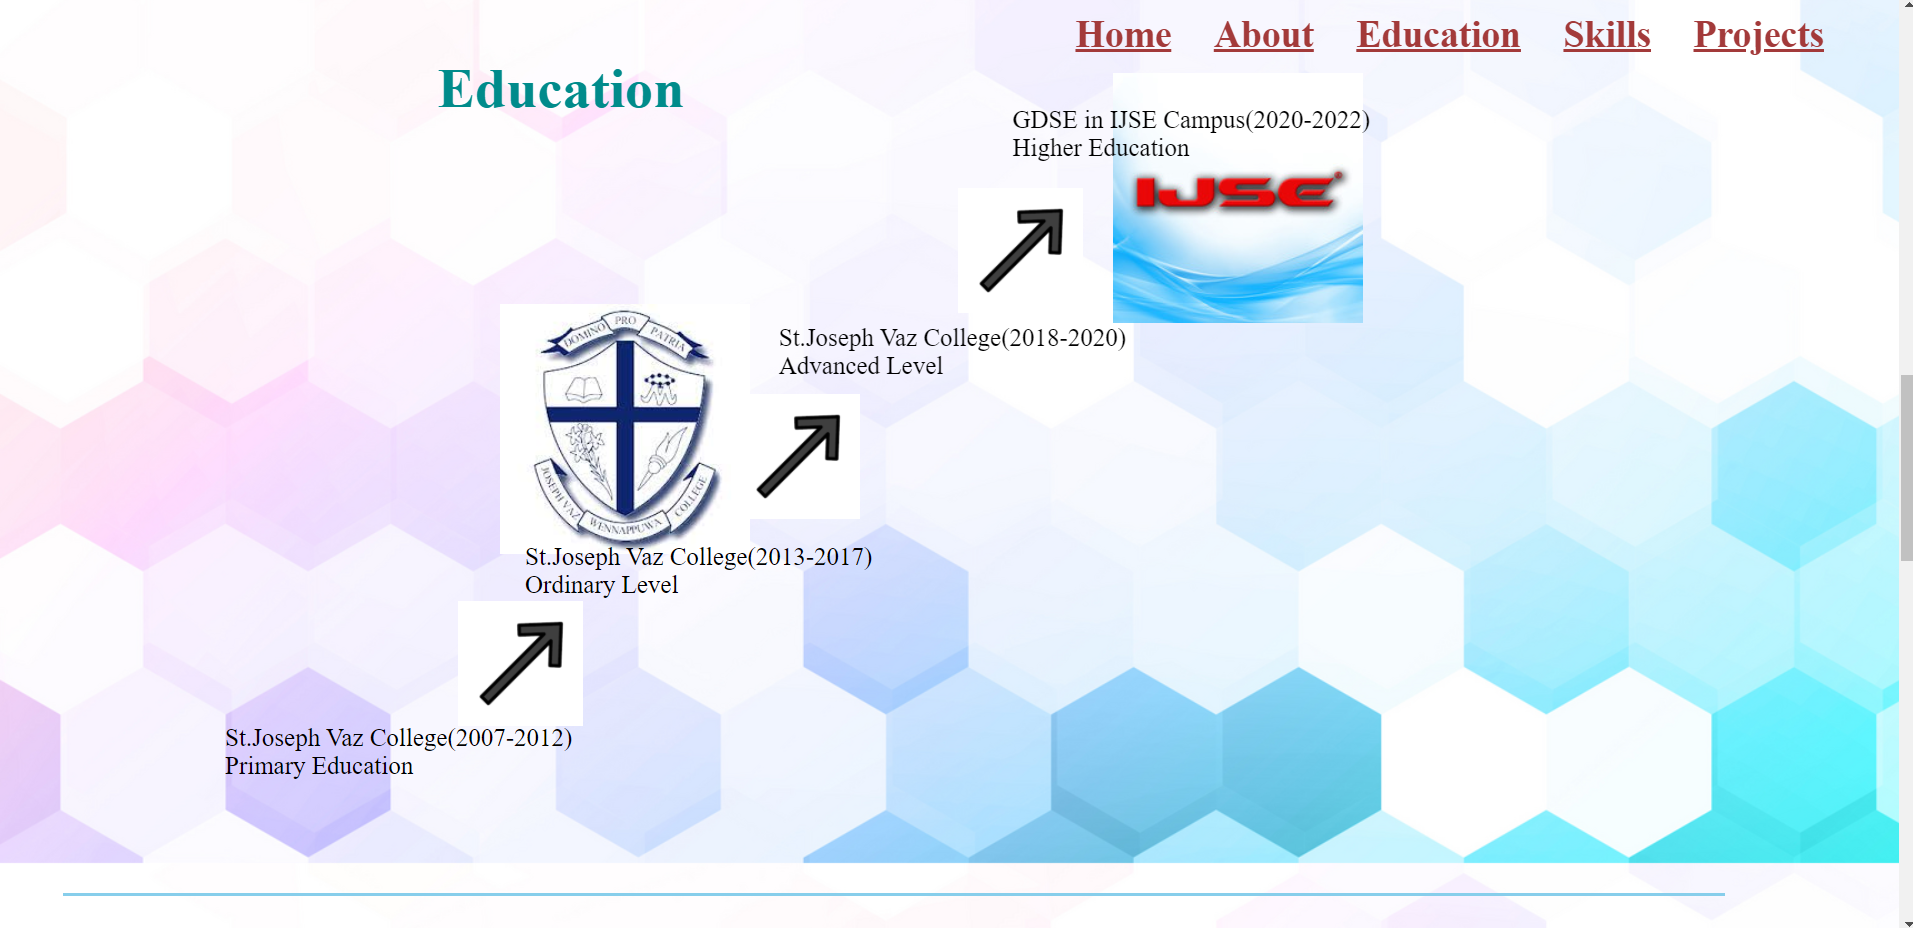 Home About Education Skills Projects
Education
GDSE in IJSE Campus(2020-2022)
Higher Education
IJSE
St.Joseph Vaz College(2018-2020)
Advanced Level
DOMINO PRO PATRIA
JOSEPH VAZ WENNAPPUWA COLLEGE
St.Joseph Vaz College(2013-2017)
Ordinary Level
St.Joseph Vaz College(2007-2012)
Primary Education